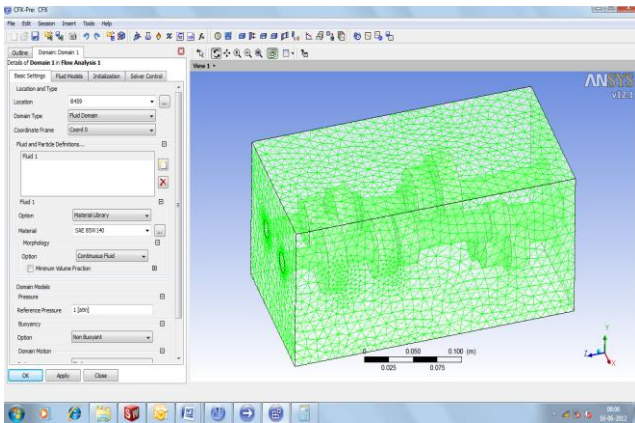 CFX-Pre: CFX
File Edit Session Insert Tools Help
Outline Domain: Domain 1
Details of Domain 1 in Flow Analysis 1
Basic Settings Fluid Models Initialization Solver Control
Location and Type
Location
Domain Type Fluid Domain
Coordinate Frame Coord 0
Fluid and Particle Definitions...
Fluid 1
Fluid 1
Option Material Library
Material SAE 85W140
Morphology
Option Continuous Fluid
Minimum Volume Fraction
Domain Models
Pressure
Reference Pressure 1 [atm]
Buoyancy
Option Non Buoyant
Domain Motion
OK Apply Close
View 1
ANSYS
v12.1
0 0.050 0.100 (m)
0.025 0.075
Y
Z X
16-06-2012